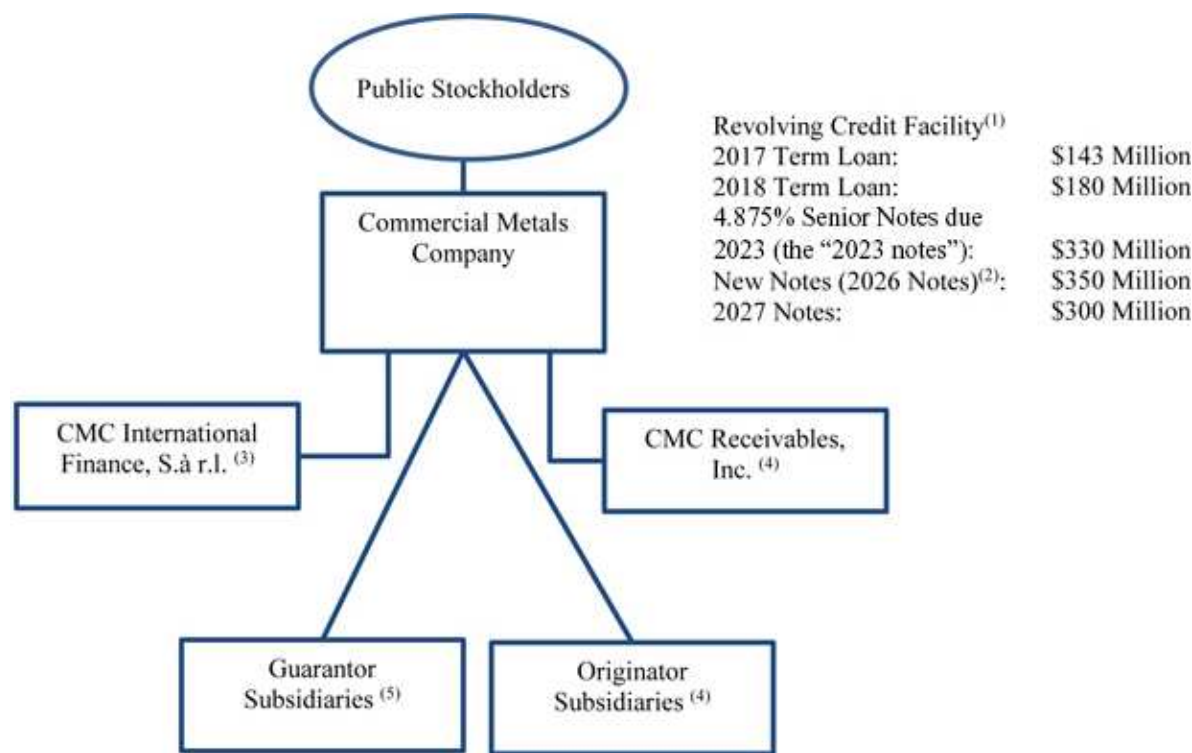 Public Stockholders
Revolving Credit Facility(1)
2017 Term Loan: $143 Million
2018 Term Loan: $180 Million
4.875% Senior Notes due
2023 (the “2023 notes”): $330 Million
New Notes (2026 Notes)(2): $350 Million
2027 Notes: $300 Million
Commercial Metals
Company
CMC International
Finance, S.à r.l. (3)
CMC Receivables,
Inc. (4)
Guarantor
Subsidiaries (5)
Originator
Subsidiaries (4)